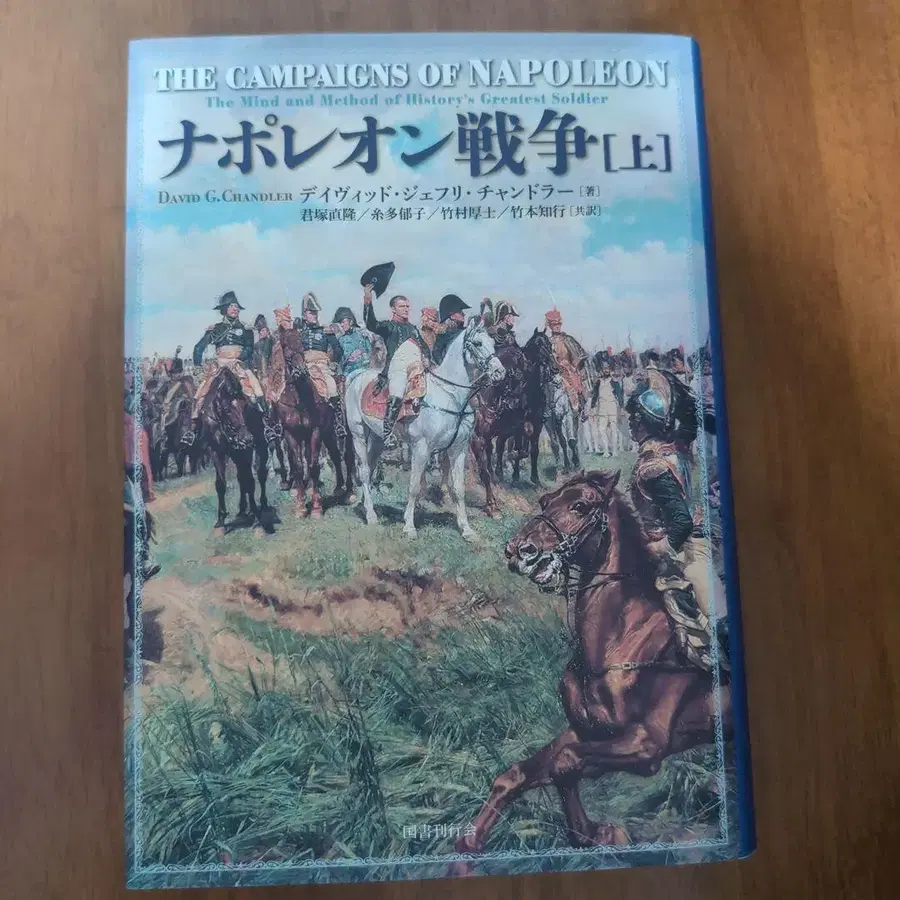 THE CAMPAIGNS OF NAPOLEON
The Mind and Method of History's Greatest Soldier
ナポレオン戦争[上]
DAVID G. CHANDLER デイヴィッド・ジェフリ・チャンドラー[著]
君塚直隆/糸多郁子/竹村厚士/竹本知行[共訳]
国書刊行会